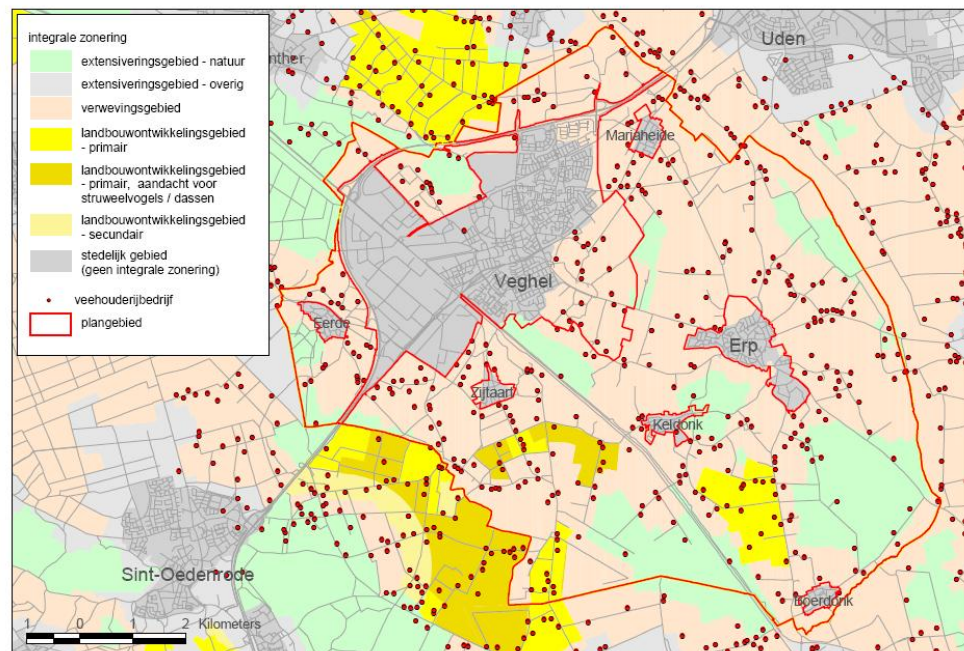 integrale zonering
extensiveringsgebied - natuur
extensiveringsgebied - overig
verwevingsgebied
landbouwontwikkelingsgebied
- primair
landbouwontwikkelingsgebied
- primair, aandacht voor
struweelvogels / dassen
landbouwontwikkelingsgebied
- secundair
stedelijk gebied
(geen integrale zonering)
veehouderijbedrijf
plangebied
nther
Uden
Mariaheide
Veghel
Eerde
Erp
Zijtaart
Keldonk
Sint-Oedenrode
Boerdonk
1 0 1 2
Kilometers